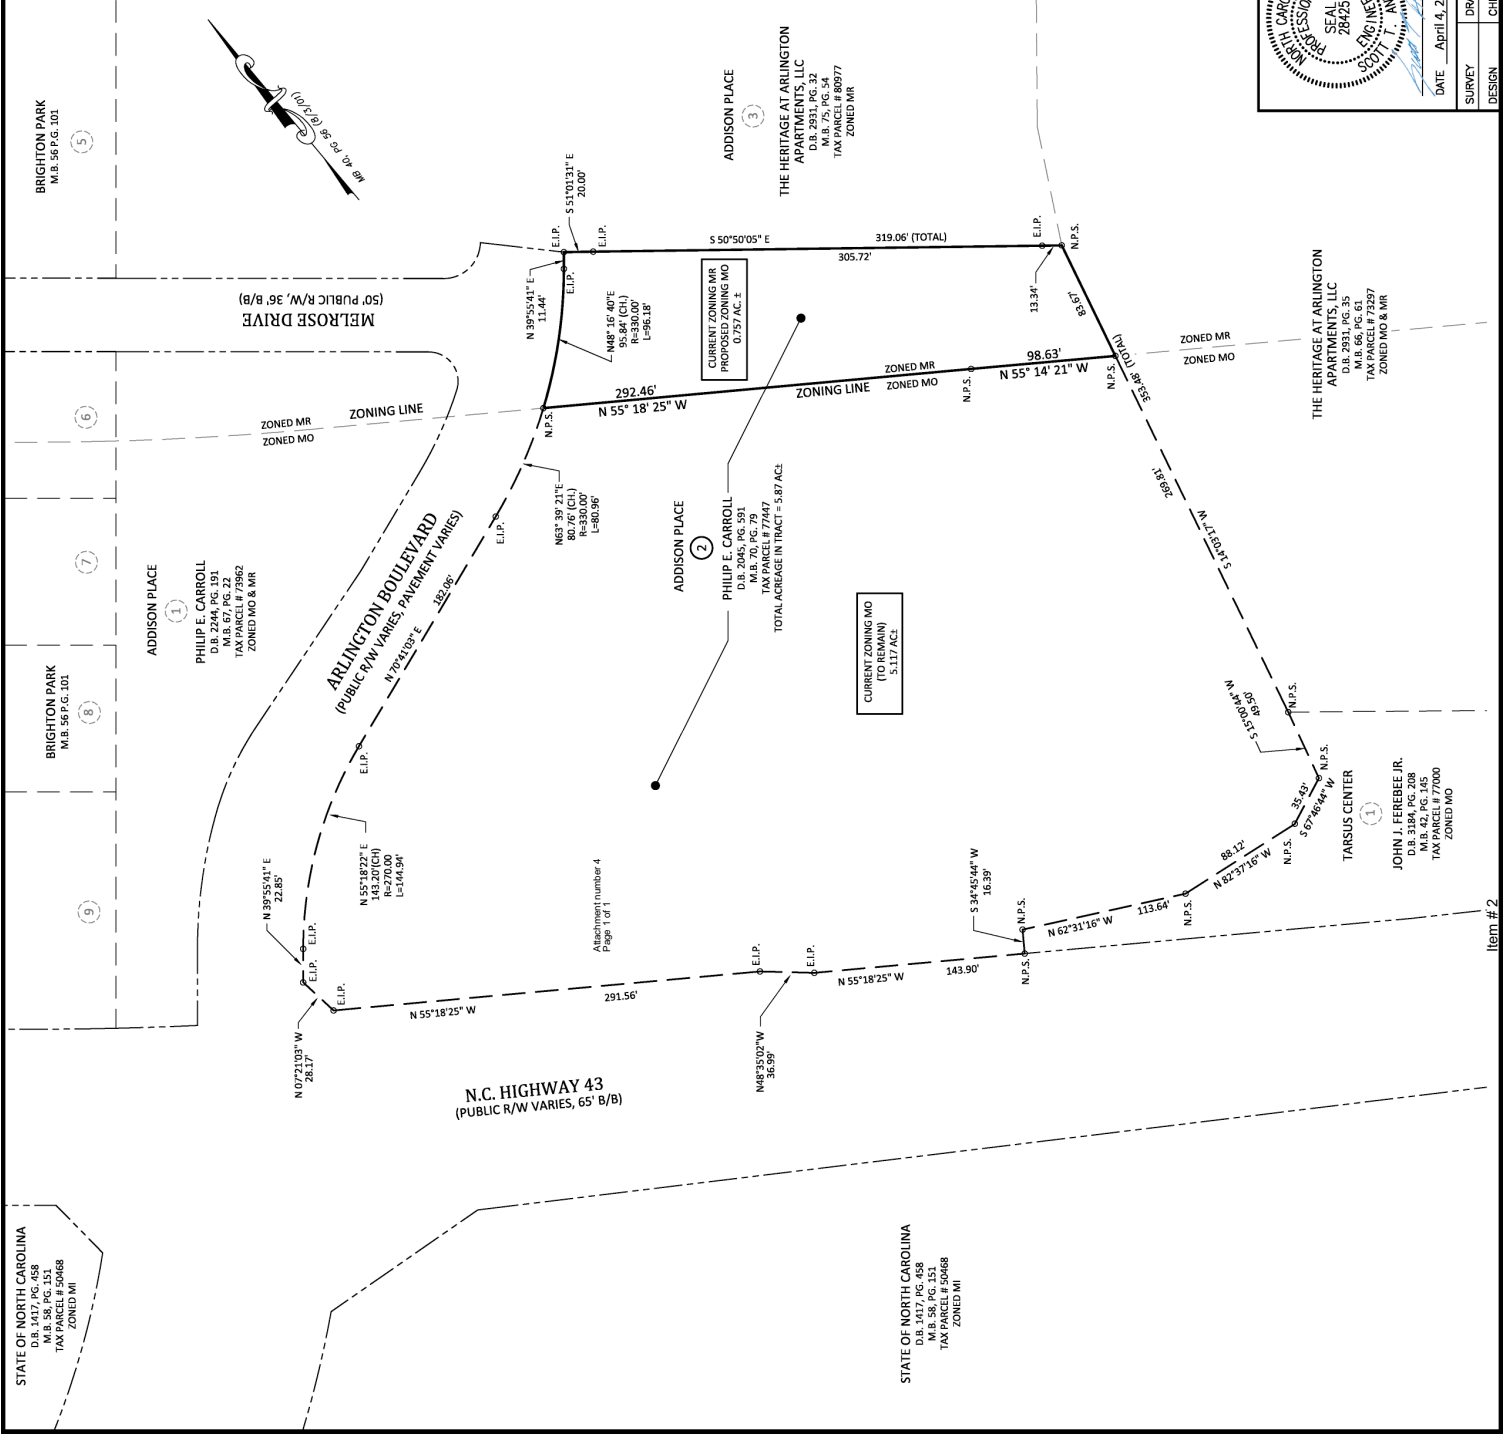 BRIGHTON PARK
M.B. 56 P.G. 101
5
MB 40, PG 56 (8/3/01)
MELROSE DRIVE
(50' PUBLIC R/W, 36' B/B)
ADDISON PLACE
3
THE HERITAGE AT ARLINGTON
APARTMENTS, LLC
D.B. 2931, PG. 32
M.B. 75, PG. 54
TAX PARCEL # 80977
ZONED MR
NORTH CARO
PROFESSION
SEAL
28425
ENGINEE
SCOTT T. AN
DATE April 4, 2
SURVEY
DRA
DESIGN
CHE
E.I.P.
S 51°01'31" E
20.00'
E.I.P.
N 39°55'41" E
11.44'
E.I.P.
S 50°50'05" E
319.06' (TOTAL)
305.72'
E.I.P.
N.P.S.
13.34'
83.67'
N48° 16' 40"E
95.84' (CH.)
R=330.00'
L=96.18'
CURRENT ZONING MR
PROPOSED ZONING MO
0.757 AC. ±
6
ZONED MR
ZONED MO
ZONING LINE
N.P.S.
292.46'
N 55° 18' 25" W
ZONING LINE
ZONED MR
ZONED MO
N.P.S.
98.63'
N 55° 14' 21" W
N.P.S.
353.48' (TOTAL)
ZONED MR
ZONED MO
THE HERITAGE AT ARLINGTON
APARTMENTS, LLC
D.B. 2931, PG. 35
M.B. 66, PG. 61
TAX PARCEL # 73297
ZONED MO & MR
7
ADDISON PLACE
1
PHILIP E. CARROLL
D.B. 2244, PG. 191
M.B. 67, PG. 22
TAX PARCEL # 73962
ZONED MO & MR
ARLINGTON BOULEVARD
(PUBLIC R/W VARIES, PAVEMENT VARIES)
182.06'
N 70°41'03" E
E.I.P.
N63° 39' 21"E
80.76' (CH.)
R=330.00'
L=80.96'
ADDISON PLACE
2
PHILIP E. CARROLL
D.B. 2045, PG. 591
M.B. 70, PG. 79
TAX PARCEL # 77447
TOTAL ACREAGE IN TRACT = 5.87 AC±
CURRENT ZONING MO
(TO REMAIN)
5.117 AC±
269.81'
S 14°03'17" W
BRIGHTON PARK
M.B. 56 P.G. 101
8
9
E.I.P.
N 55°18'22" E
143.20'(CH)
R=270.00
L=144.94'
N 39°55'41" E
22.85'
E.I.P.
E.I.P.
E.I.P.
N 07°21'03" W
28.17'
Attachment number 4
Page 1 of 1
N 55°18'25" W
291.56'
E.I.P.
N48°35'02"W
36.99'
E.I.P.
N 55°18'25" W
143.90'
S 34°45'44" W
16.39'
N.P.S.
N.P.S.
N 62°31'16" W
113.64'
N.P.S.
88.12'
N 82°37'16" W
N.P.S.
35.43'
S 67°46'44" W
N.P.S.
S 15°00'44" W
49.50'
N.P.S.
TARSUS CENTER
1
JOHN J. FEREBEE JR.
D.B. 3184, PG. 208
M.B. 42, PG. 145
TAX PARCEL # 77000
ZONED MO
Item # 2
N.C. HIGHWAY 43
(PUBLIC R/W VARIES, 65' B/B)
STATE OF NORTH CAROLINA
D.B. 1417, PG. 458
M.B. 58, PG. 151
TAX PARCEL # 50468
ZONED MI
STATE OF NORTH CAROLINA
D.B. 1417, PG. 458
M.B. 58, PG. 151
TAX PARCEL # 50468
ZONED MI